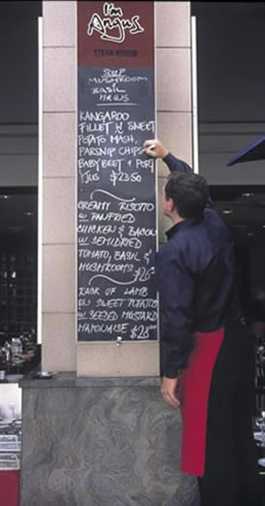 I'm
Angus
STEAK HOUSE
SOUP
MUSHROOM
BASIL
KANGAROO
FILLET W SWEET
POTATO MASH,
PARSNIP CHIPS
BABY BEET & PORT
JUS $23.50
CREAMY RISOTTO
W PANFRIED
CHICKEN & BACON
W SEMIDRIED
TOMATO, BASIL &
MUSHROOMS
RACK OF LAMB
ON SWEET POTATO
W SEEDED MUSTARD